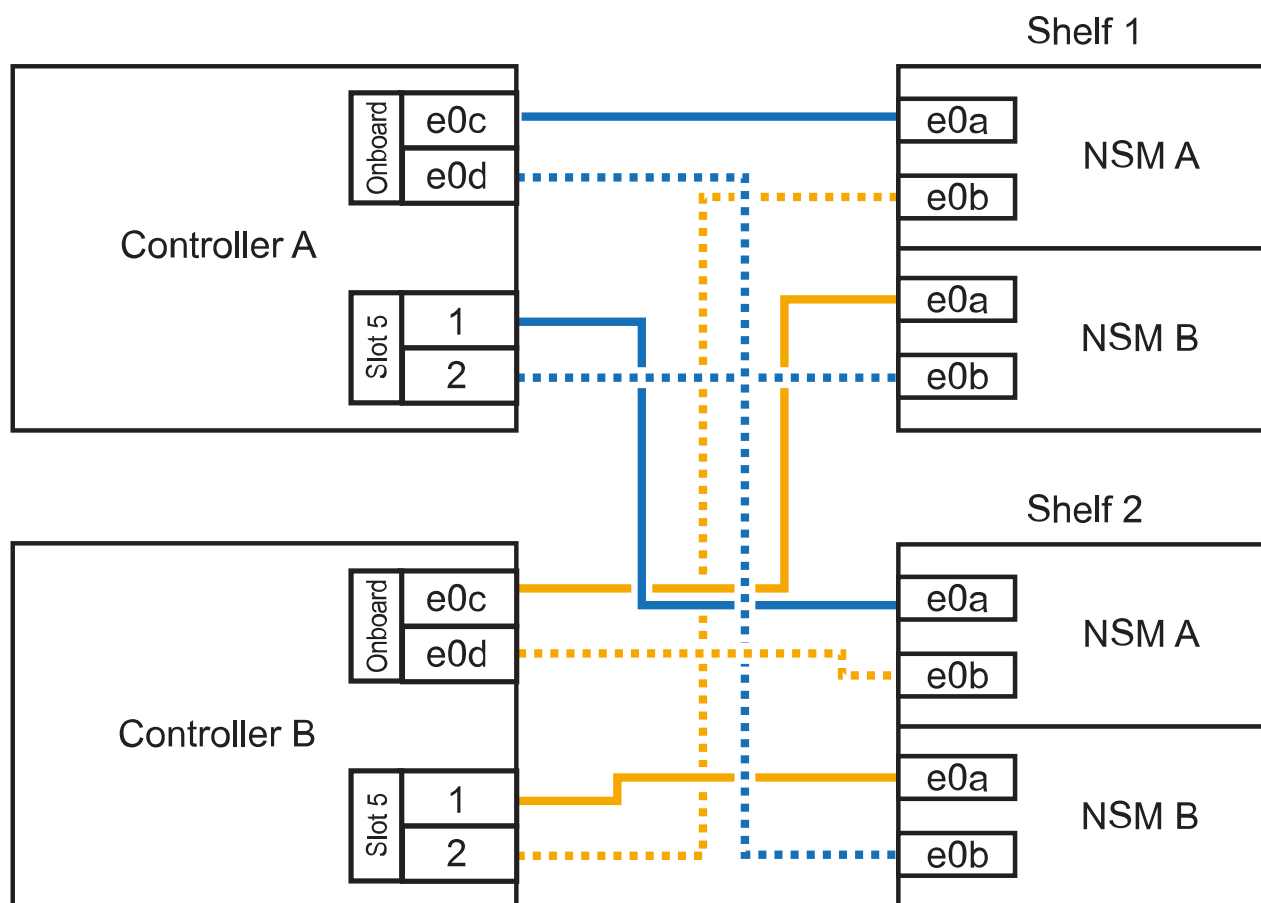 Shelf 1
Onboard
e0c
e0d
Controller A
Slot 5
1
2
e0a
NSM A
e0b
e0a
NSM B
e0b
Shelf 2
Onboard
e0c
e0d
Controller B
Slot 5
1
2
e0a
NSM A
e0b
e0a
NSM B
e0b